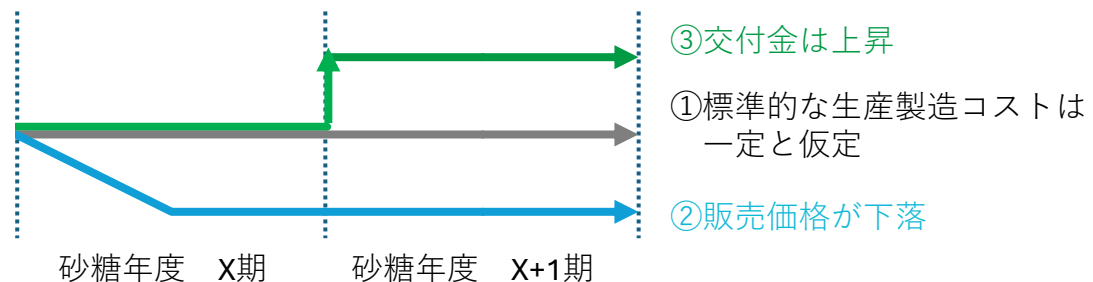 ③交付金は上昇
①標準的な生産製造コストは
一定と仮定
②販売価格が下落
砂糖年度　X期
砂糖年度　X+1期